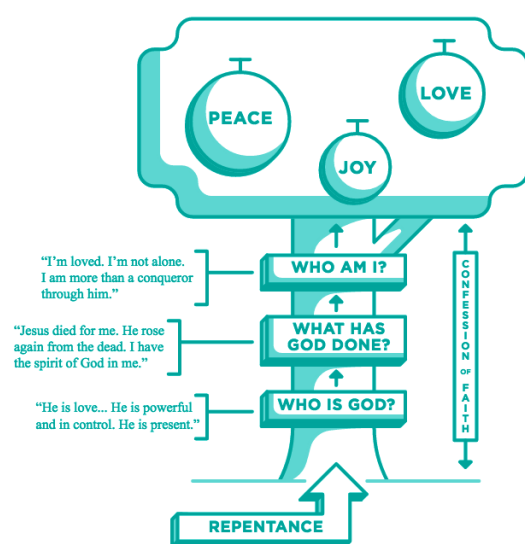 PEACE
LOVE
JOY
“I’m loved. I’m not alone.
I am more than a conqueror
through him.”
WHO AM I?
“Jesus died for me. He rose
again from the dead. I have
the spirit of God in me.”
WHAT HAS
GOD DONE?
“He is love... He is powerful
and in control. He is present.”
WHO IS GOD?
CONFESSION OF FAITH
REPENTANCE